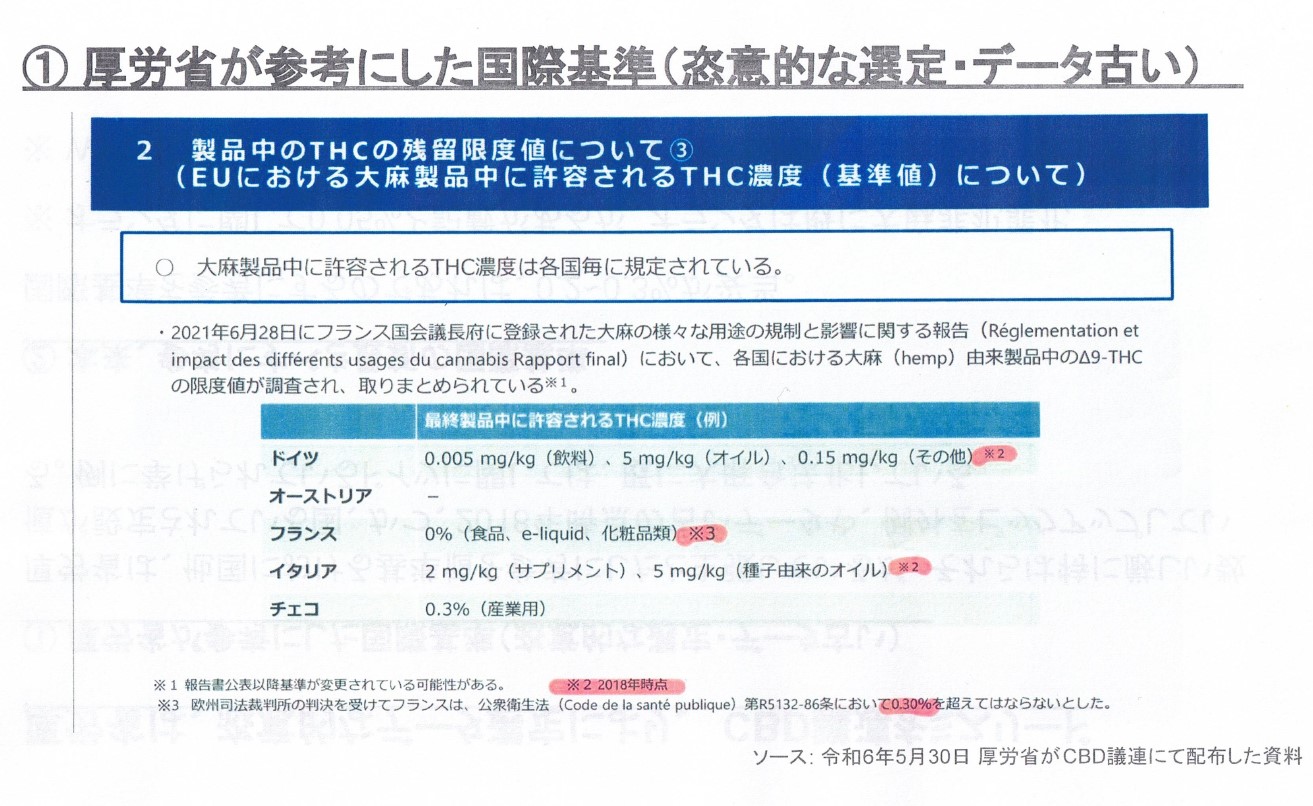 ① 厚労省が参考にした国際基準(恣意的な選定・データ古い)
2 製品中のTHCの残留限度値について③
(EUにおける大麻製品中に許容されるTHC濃度(基準値)について)
○ 大麻製品中に許容されるTHC濃度は各国毎に規定されている。
・2021年6月28日にフランス国会議長府に登録された大麻の様々な用途の規制と影響に関する報告(Réglementation et
impact des différents usages du cannabis Rapport final)において、各国における大麻(hemp)由来製品中のΔ9-THC
の限度値が調査され、取りまとめられている※1。
最終製品中に許容されるTHC濃度(例)
ドイツ 0.005 mg/kg(飲料)、5 mg/kg(オイル)、0.15 mg/kg(その他)※2
オーストリア –
フランス 0%(食品、e-liquid、化粧品類)※3
イタリア 2 mg/kg(サプリメント)、5 mg/kg(種子由来のオイル)※2
チェコ 0.3%(産業用)
※1 報告書公表以降基準が変更されている可能性がある。 ※2 2018年時点
※3 欧州司法裁判所の判決を受けてフランスは、公衆衛生法(Code de la santé publique)第R5132-86条において0.30%を超えてはならないとした。
ソース: 令和6年5月30日 厚労省がCBD議連にて配布した資料